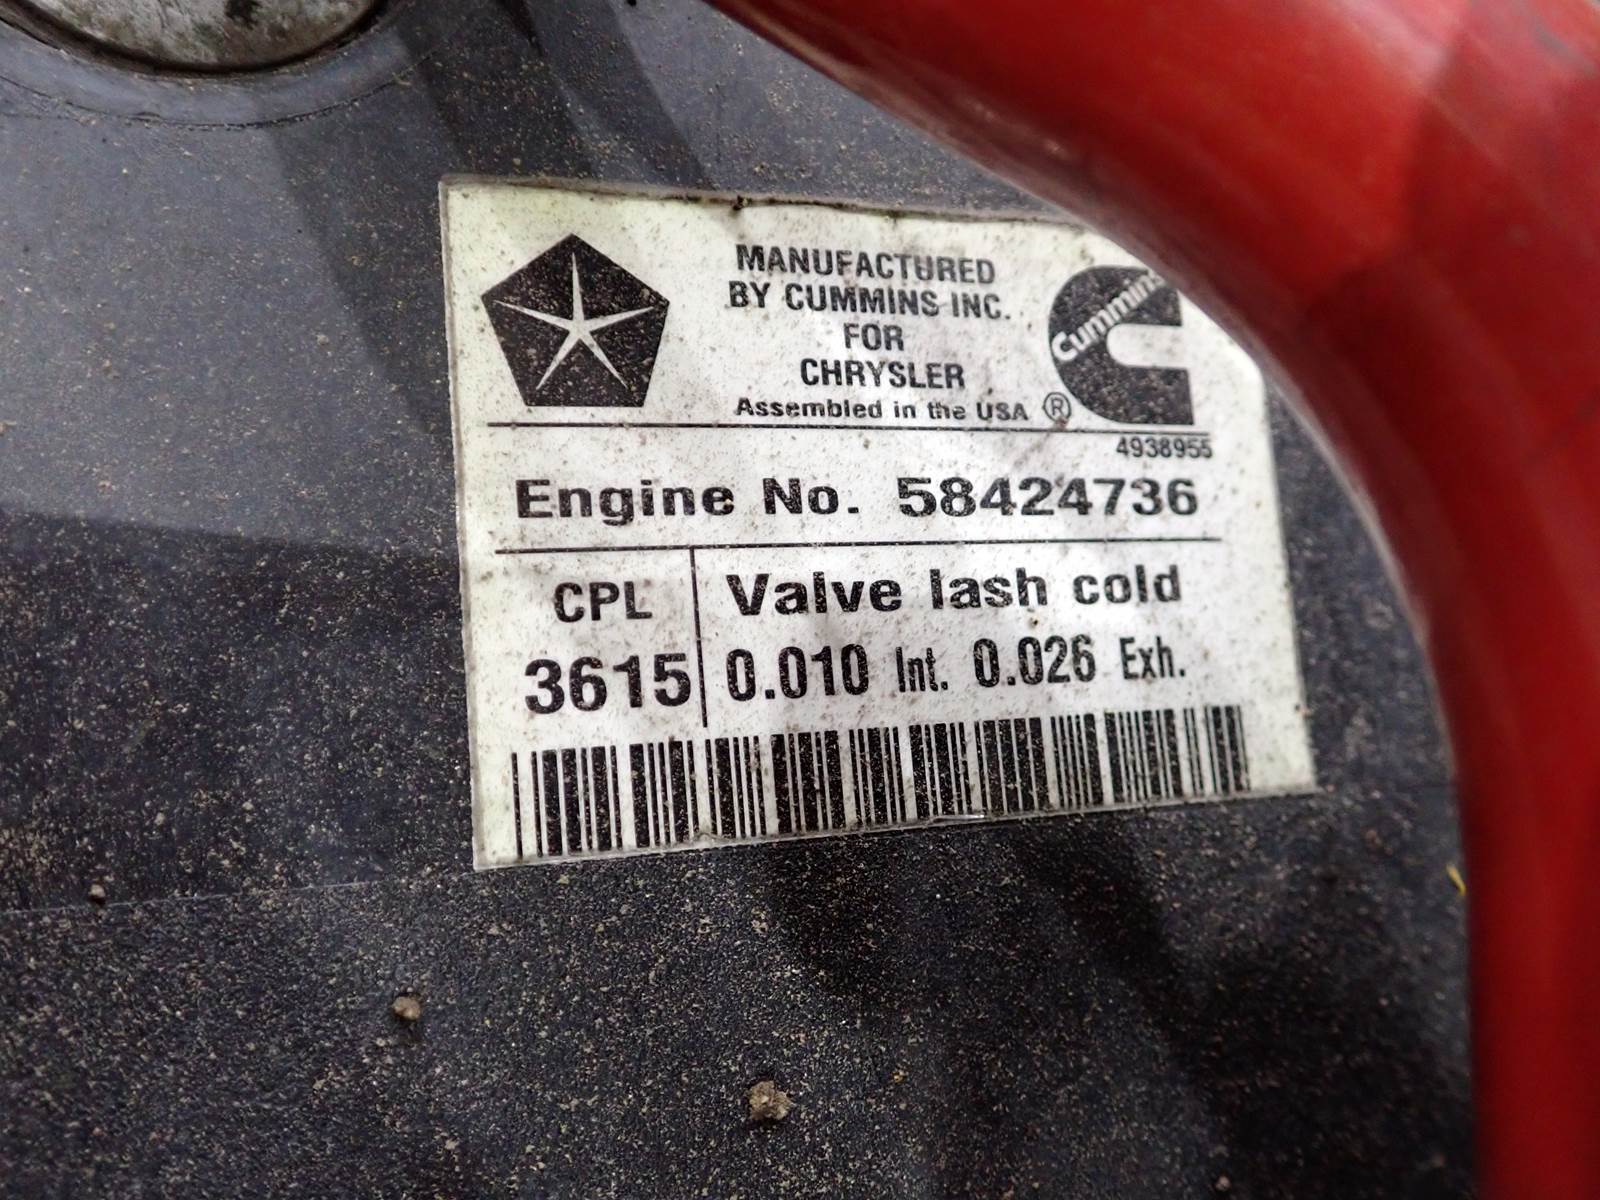 MANUFACTURED
BY CUMMINS INC.
FOR
CHRYSLER
Assembled in the USA ®
Cummins
4938955
Engine No. 58424736
CPL
3615
Valve lash cold
0.010 Int. 0.026 Exh.